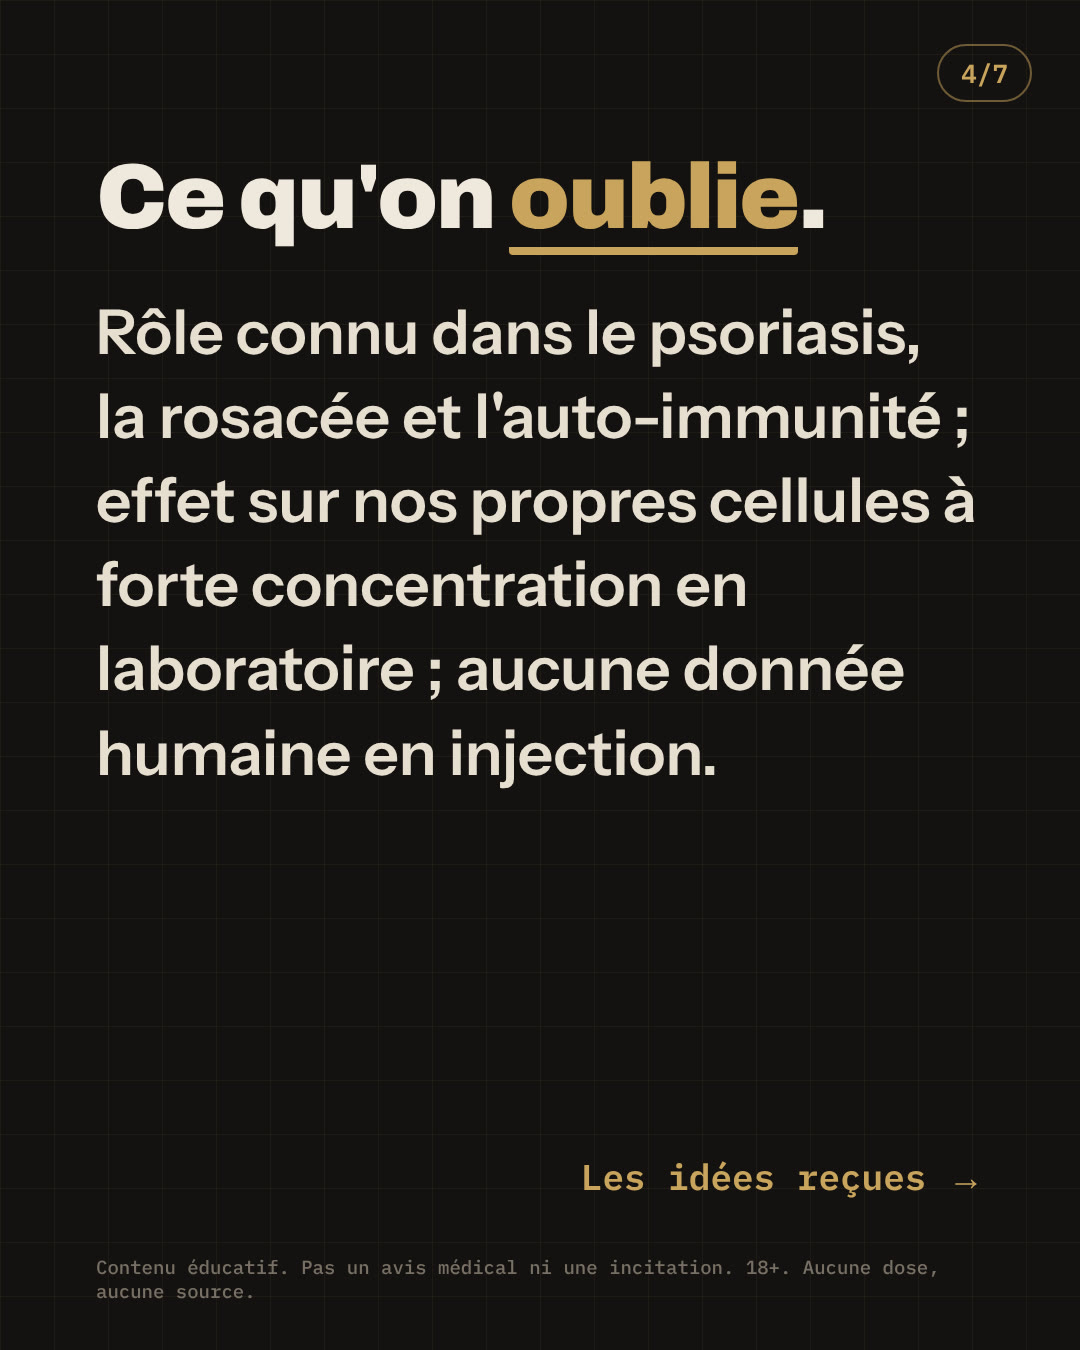 4/7
Ce qu'on oublie.
Rôle connu dans le psoriasis,
la rosacée et l'auto-immunité ;
effet sur nos propres cellules à
forte concentration en
laboratoire ; aucune donnée
humaine en injection.
Les idées reçues →
Contenu éducatif. Pas un avis médical ni une incitation. 18+. Aucune dose,
aucune source.